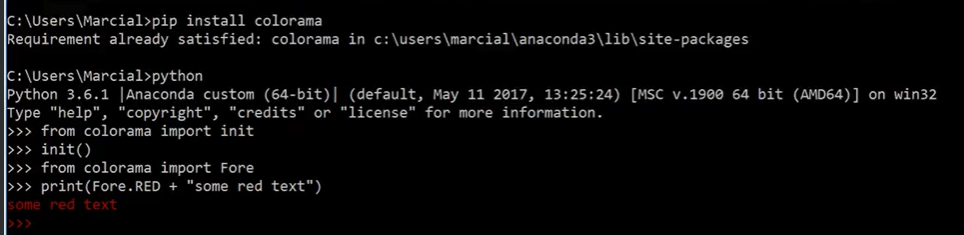 C:\Users\Marcial>pip install colorama
Requirement already satisfied: colorama in c:\users\marcial\anaconda3\lib\site-packages
C:\Users\Marcial>python
Python 3.6.1 |Anaconda custom (64-bit)| (default, May 11 2017, 13:25:24) [MSC v.1900 64 bit (AMD64)] on win32
Type "help", "copyright", "credits" or "license" for more information.
>>> from colorama import init
>>> init()
>>> from colorama import Fore
>>> print(Fore.RED + "some red text")
some red text
>>>